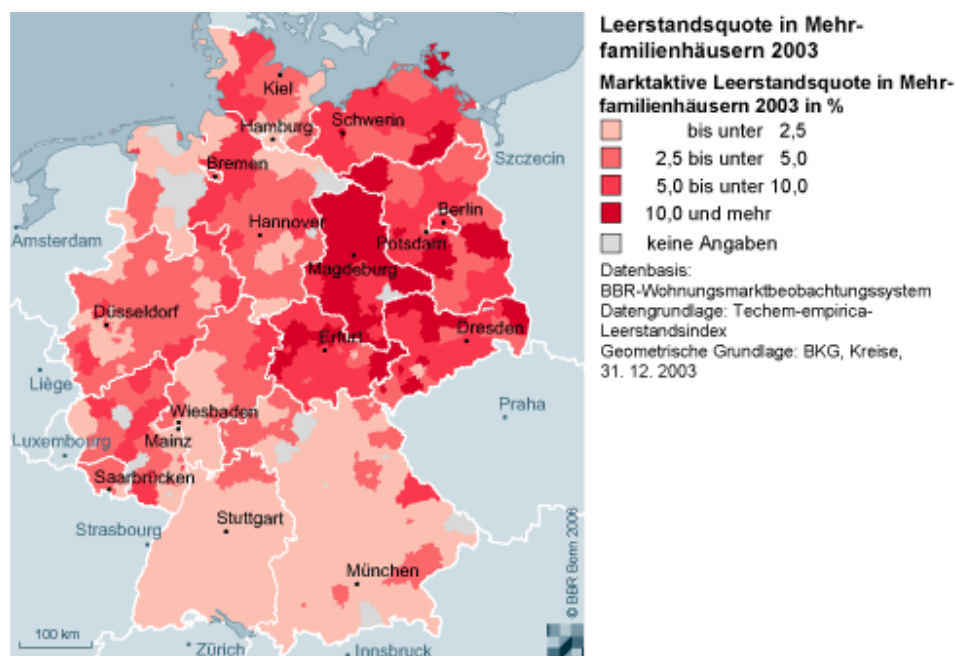 Leerstandsquote in Mehr-
familienhäusern 2003
Marktaktive Leerstandsquote in Mehr-
familienhäusern 2003 in %
bis unter 2,5
2,5 bis unter 5,0
5,0 bis unter 10,0
10,0 und mehr
keine Angaben
Datenbasis:
BBR-Wohnungsmarktbeobachtungssystem
Datengrundlage: Techem-empirica-
Leerstandsindex
Geometrische Grundlage: BKG, Kreise,
31. 12. 2003
Kiel
Hamburg
Schwerin
Szczecin
Bremen
Amsterdam
Hannover
Berlin
Potsdam
Magdeburg
Düsseldorf
Erfurt
Dresden
Liège
Praha
Wiesbaden
Mainz
Luxembourg
Saarbrücken
Strasbourg
Stuttgart
München
Zürich
Innsbruck
100 km
© BBR Bonn 2006